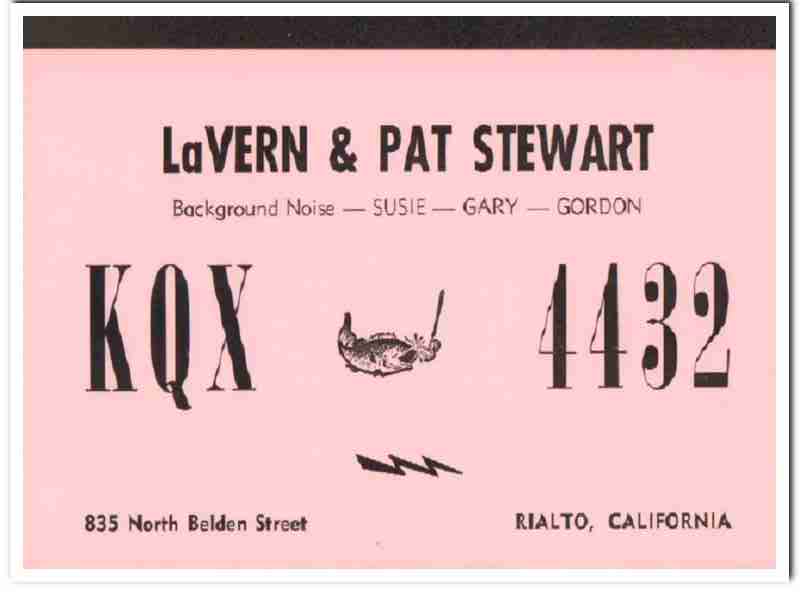 LaVERN & PAT STEWART
Background Noise — SUSIE — GARY — GORDON
KQX 4432
835 North Belden Street RIALTO, CALIFORNIA